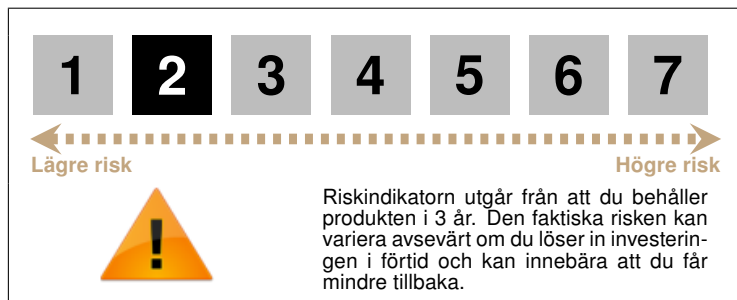 1 2 3 4 5 6 7
Lägre risk Högre risk
!
Riskindikatorn utgår från att du behåller
produkten i 3 år. Den faktiska risken kan
variera avsevärt om du löser in investerin-
gen i förtid och kan innebära att du får
mindre tillbaka.